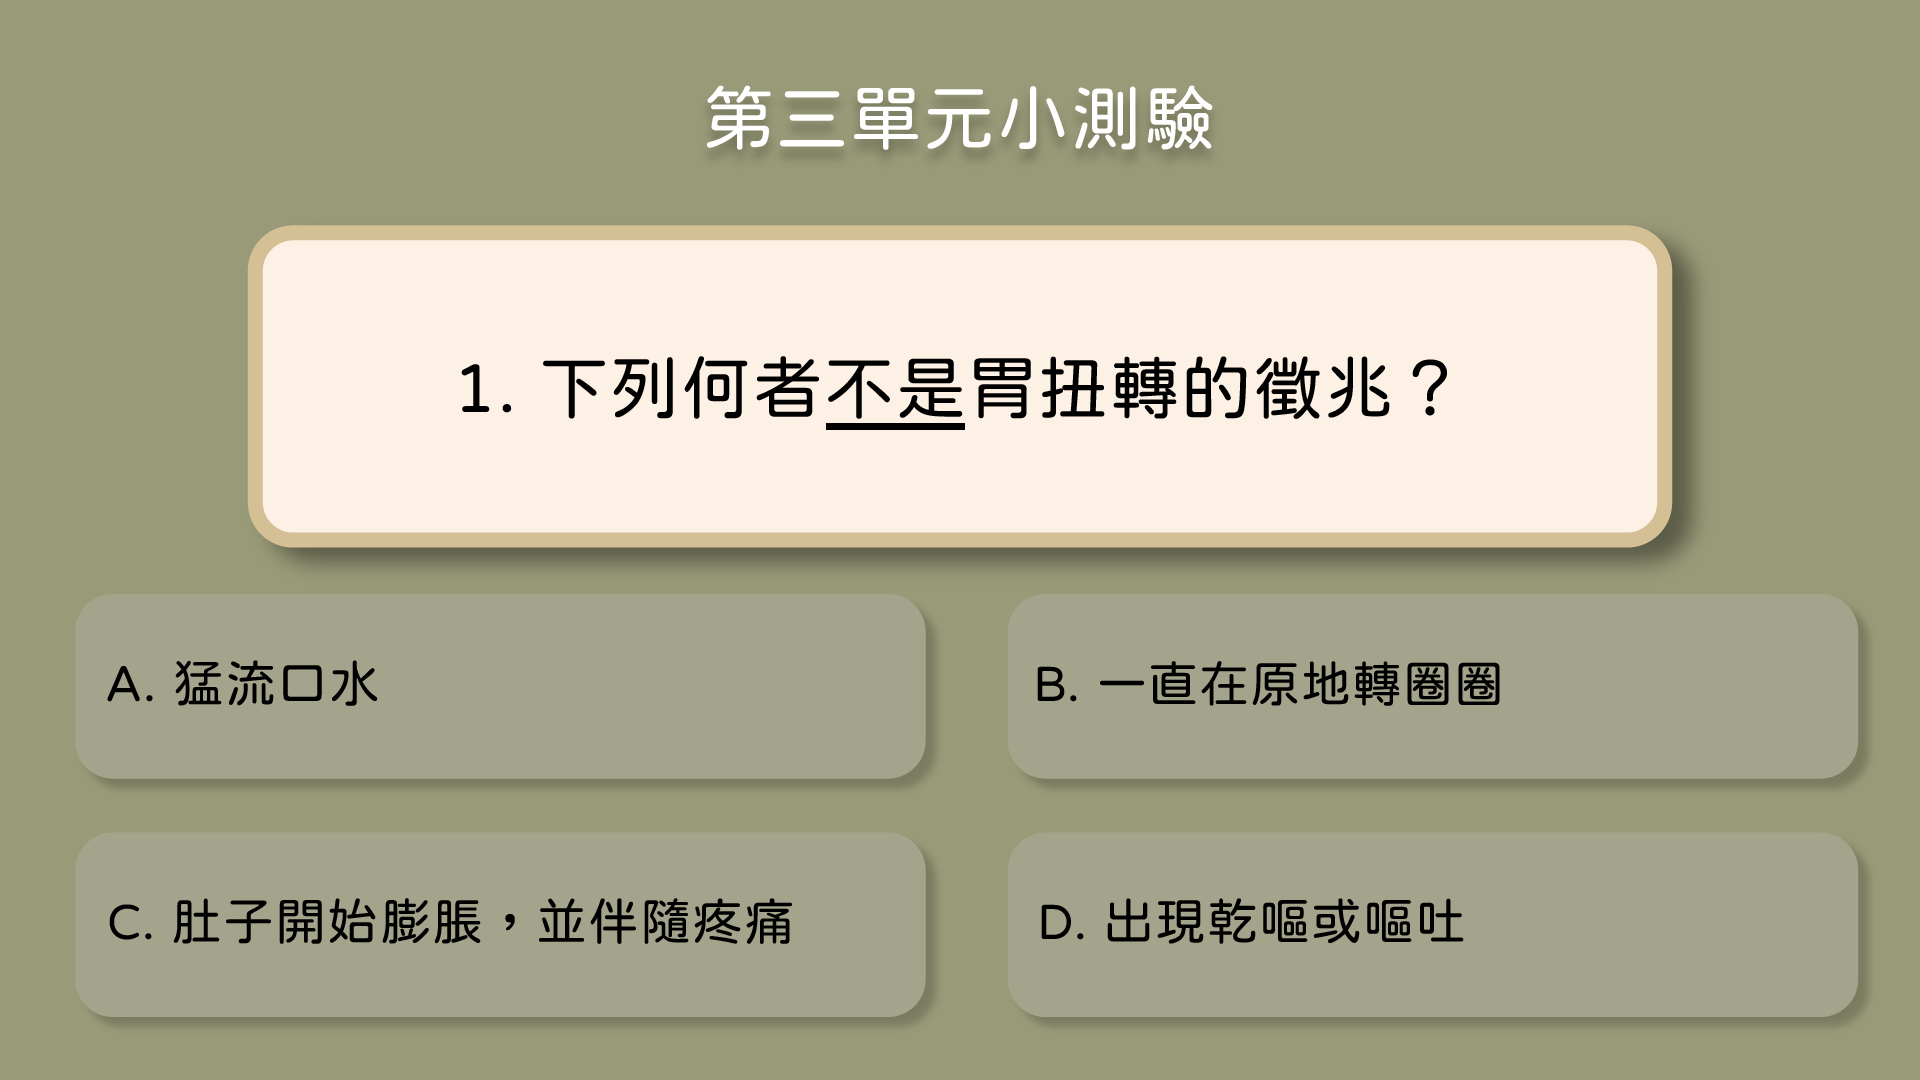 第三單元小測驗
1. 下列何者不是胃扭轉的徵兆？
A. 猛流口水
B. 一直在原地轉圈圈
C. 肚子開始膨脹，並伴隨疼痛
D. 出現乾嘔或嘔吐